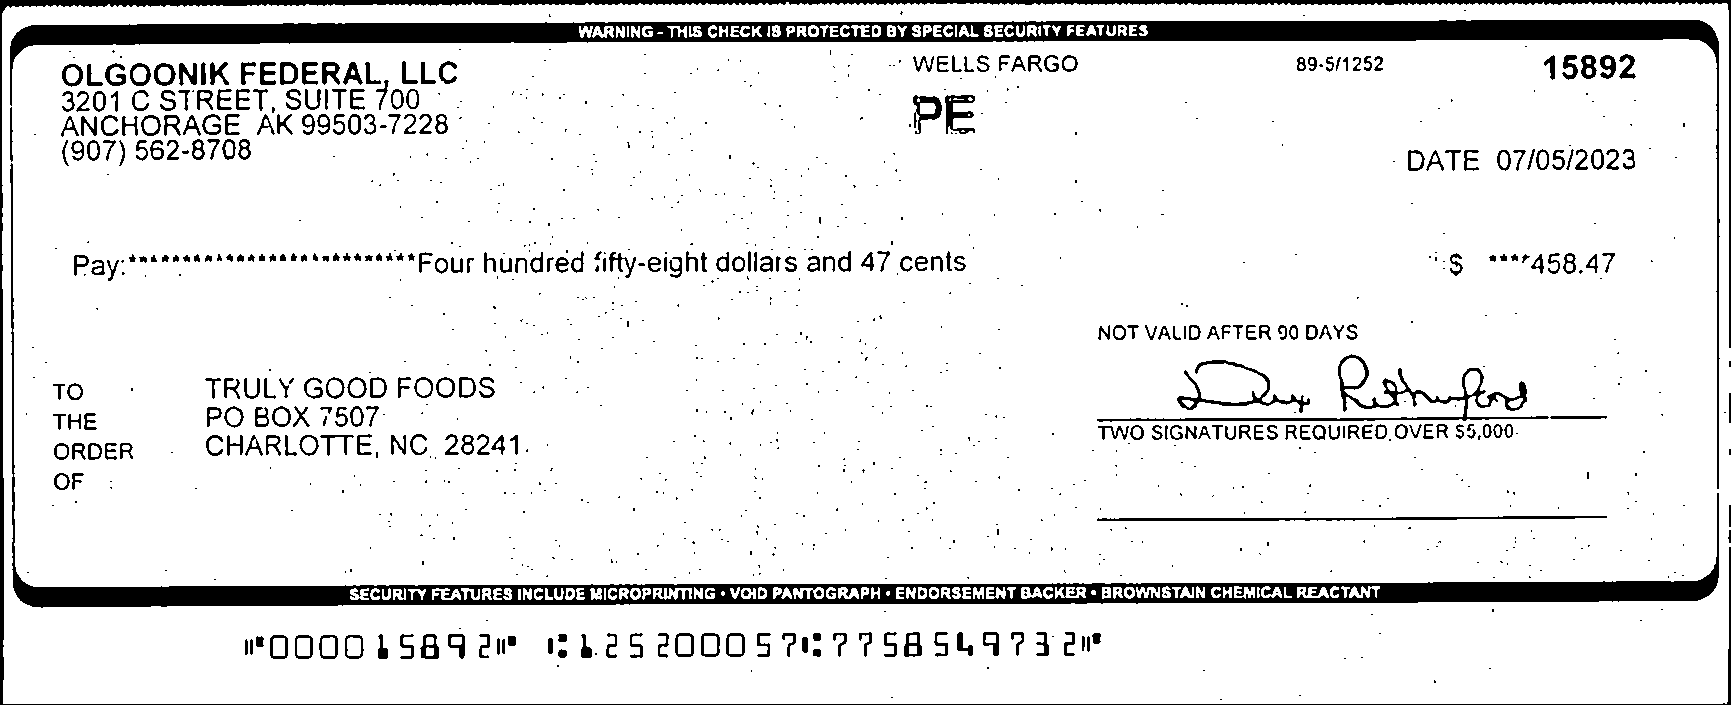 WARNING - THIS CHECK IS PROTECTED BY SPECIAL SECURITY FEATURES
OLGOONIK FEDERAL, LLC
3201 C STREET, SUITE 700
ANCHORAGE AK 99503-7228
(907) 562-8708
WELLS FARGO
PE
89-5/1252
15892
DATE 07/05/2023
Pay:**************************Four hundred fifty-eight dollars and 47 cents
$ ****458.47
NOT VALID AFTER 90 DAYS
TO THE ORDER OF
TRULY GOOD FOODS
PO BOX 7507
CHARLOTTE, NC 28241
Rutherford
TWO SIGNATURES REQUIRED OVER $5,000
SECURITY FEATURES INCLUDE MICROPRINTING • VOID PANTOGRAPH • ENDORSEMENT BACKER • BROWNSTAIN CHEMICAL REACTANT
⑈000015892⑈ ⑆125200057⑆7758549732⑈